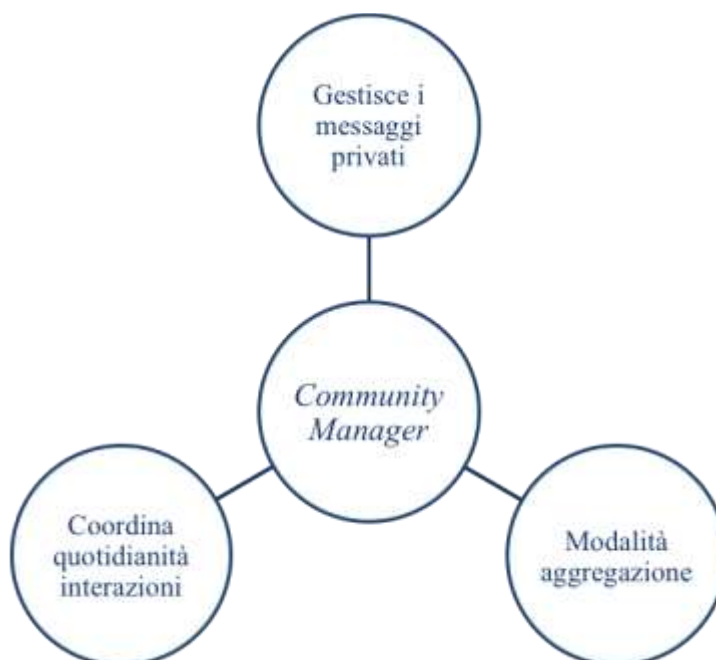 Gestisce i
messaggi
privati
Community
Manager
Coordina
quotidianità
interazioni
Modalità
aggregazione